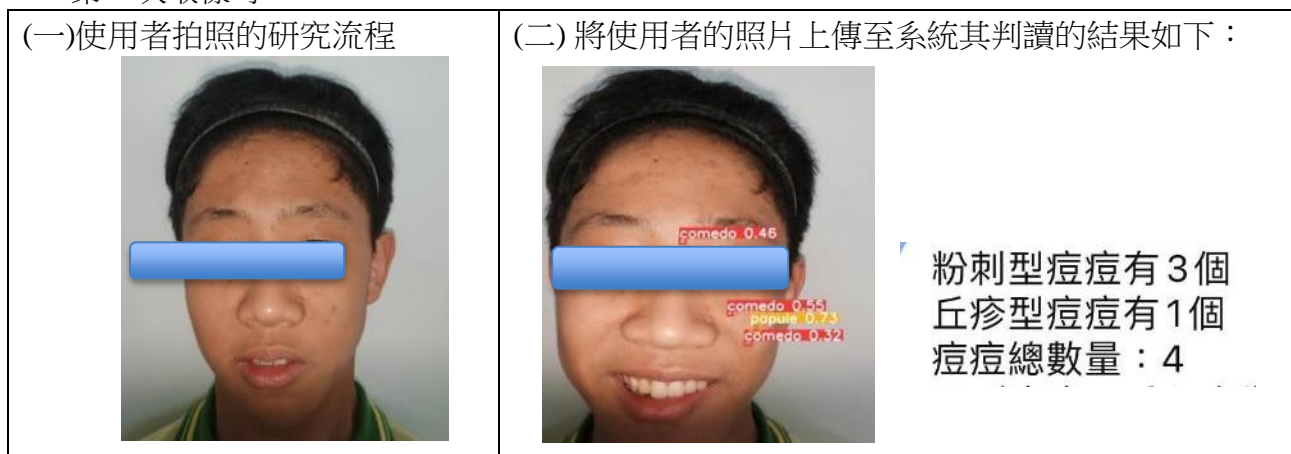 (一)使用者拍照的研究流程
(二) 將使用者的照片上傳至系統其判讀的結果如下：
comedo 0.46
comedo 0.55
papule 0.73
comedo 0.32
粉刺型痘痘有3個
丘疹型痘痘有1個
痘痘總數量：4